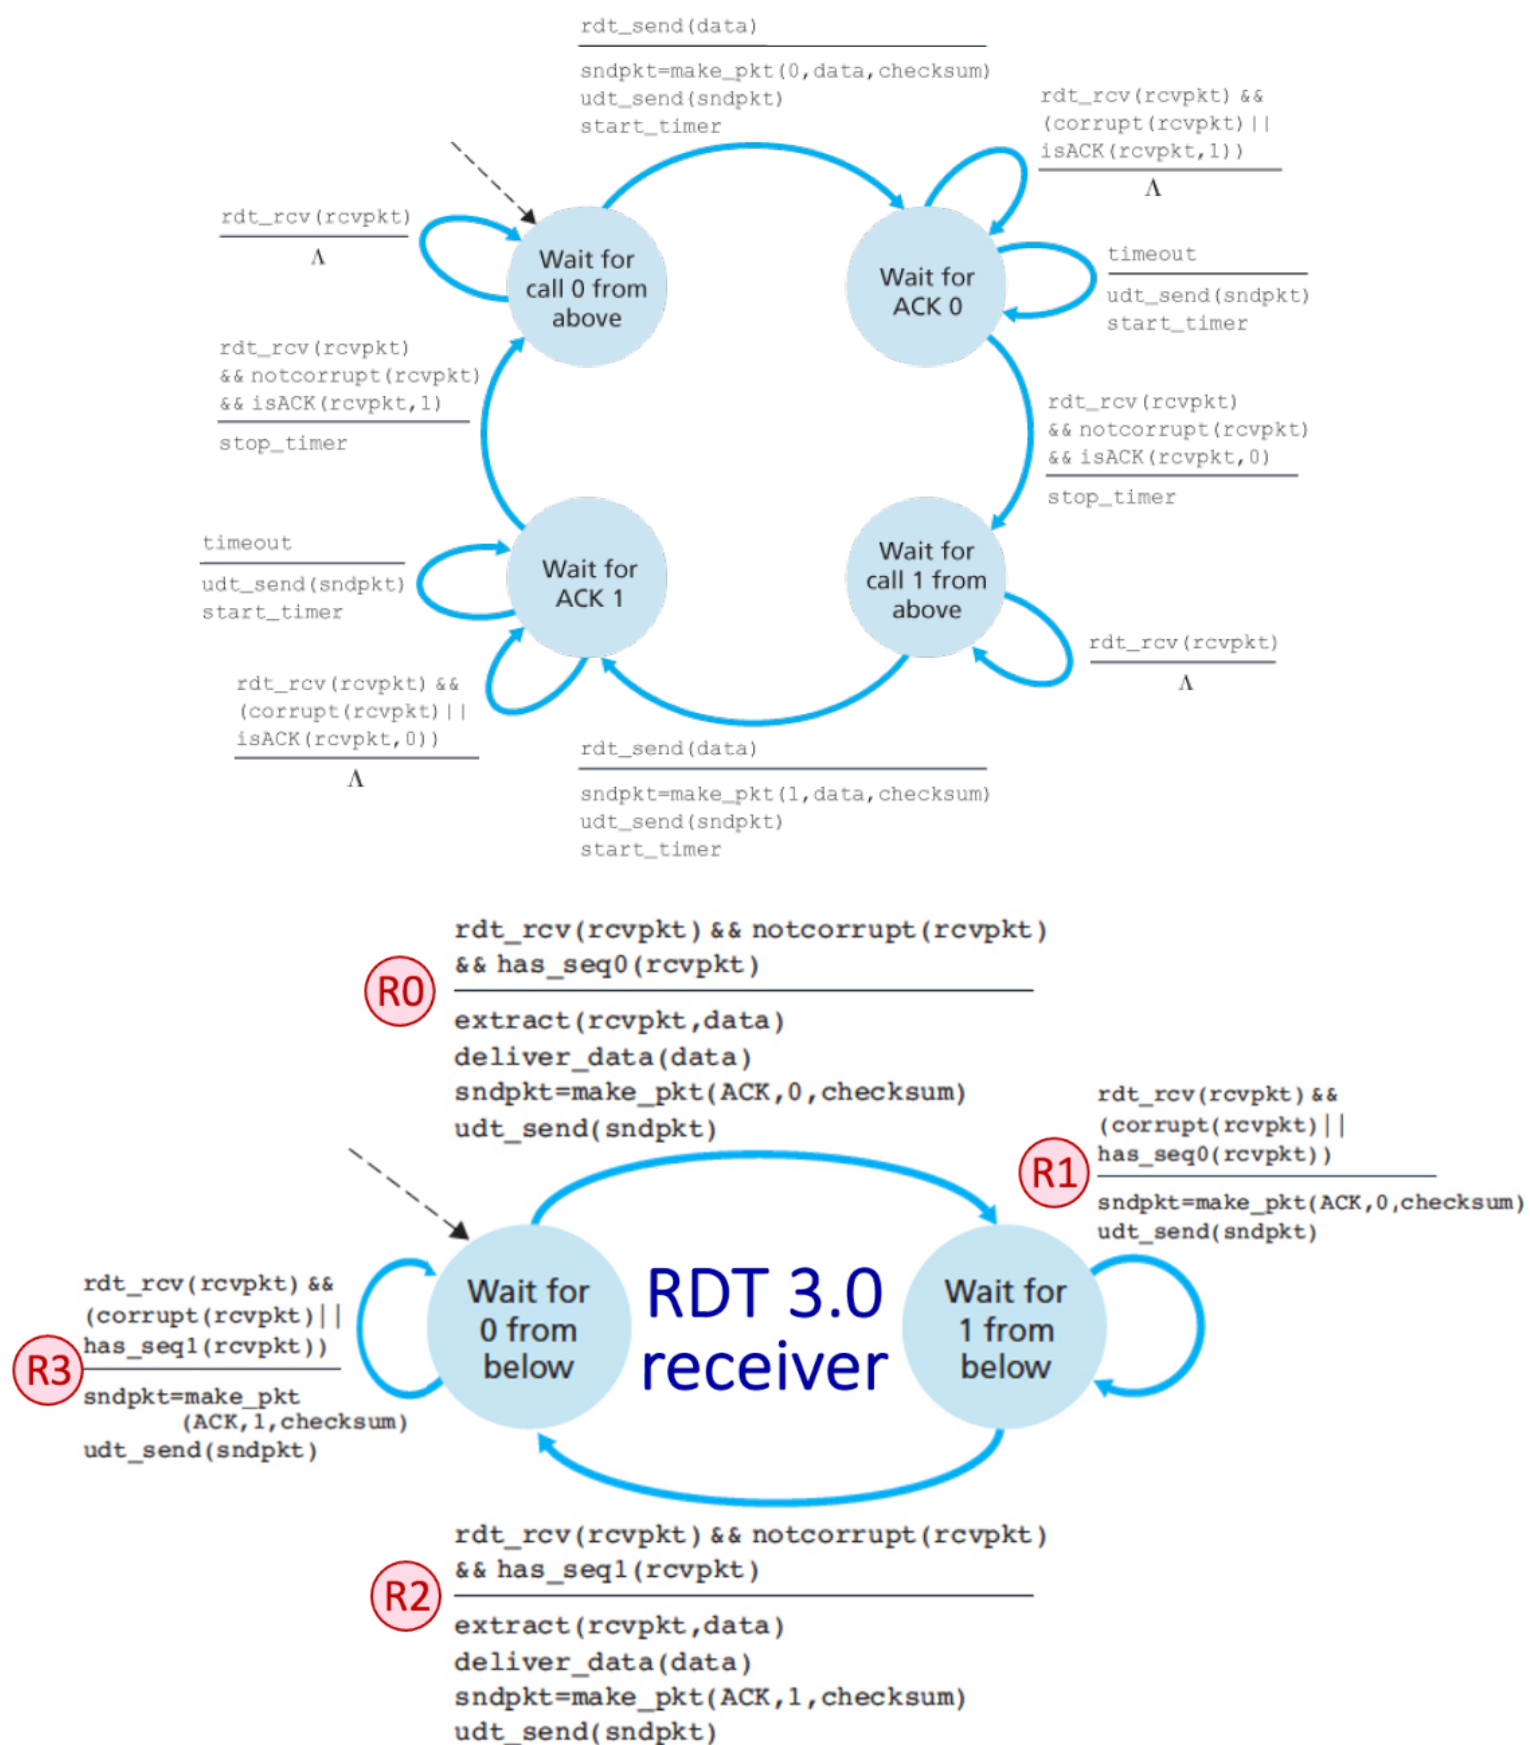 rdt_send(data)
sndpkt=make_pkt(0,data,checksum)
udt_send(sndpkt)
start_timer
rdt_rcv(rcvpkt) &&
(corrupt(rcvpkt)||
isACK(rcvpkt,1))
Λ
rdt_rcv(rcvpkt)
Λ
Wait for
call 0 from
above
Wait for
ACK 0
timeout
udt_send(sndpkt)
start_timer
rdt_rcv(rcvpkt)
&& notcorrupt(rcvpkt)
&& isACK(rcvpkt,1)
stop_timer
rdt_rcv(rcvpkt)
&& notcorrupt(rcvpkt)
&& isACK(rcvpkt,0)
stop_timer
timeout
udt_send(sndpkt)
start_timer
Wait for
ACK 1
Wait for
call 1 from
above
rdt_rcv(rcvpkt)
Λ
rdt_rcv(rcvpkt) &&
(corrupt(rcvpkt)||
isACK(rcvpkt,0))
Λ
rdt_send(data)
sndpkt=make_pkt(1,data,checksum)
udt_send(sndpkt)
start_timer
R0
rdt_rcv(rcvpkt) && notcorrupt(rcvpkt)
&& has_seq0(rcvpkt)
extract(rcvpkt,data)
deliver_data(data)
sndpkt=make_pkt(ACK,0,checksum)
udt_send(sndpkt)
R1
rdt_rcv(rcvpkt) &&
(corrupt(rcvpkt)||
has_seq0(rcvpkt))
sndpkt=make_pkt(ACK,0,checksum)
udt_send(sndpkt)
R3
rdt_rcv(rcvpkt) &&
(corrupt(rcvpkt)||
has_seq1(rcvpkt))
sndpkt=make_pkt
(ACK,1,checksum)
udt_send(sndpkt)
Wait for
0 from
below
RDT 3.0
receiver
Wait for
1 from
below
R2
rdt_rcv(rcvpkt) && notcorrupt(rcvpkt)
&& has_seq1(rcvpkt)
extract(rcvpkt,data)
deliver_data(data)
sndpkt=make_pkt(ACK,1,checksum)
udt_send(sndpkt)